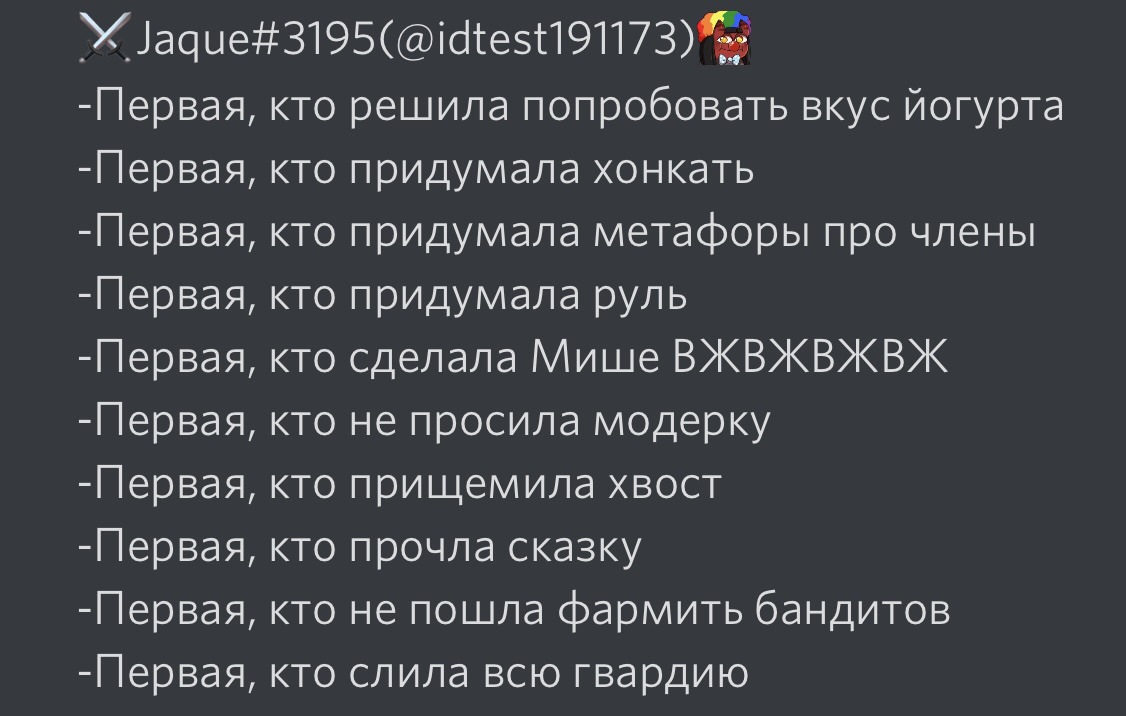 ⚔️Jaque#3195(@idtest191173)
-Первая, кто решила попробовать вкус йогурта
-Первая, кто придумала хонкать
-Первая, кто придумала метафоры про члены
-Первая, кто придумала руль
-Первая, кто сделала Мише ВЖВЖВЖВЖ
-Первая, кто не просила модерку
-Первая, кто прищемила хвост
-Первая, кто прочла сказку
-Первая, кто не пошла фармить бандитов
-Первая, кто слила всю гвардию